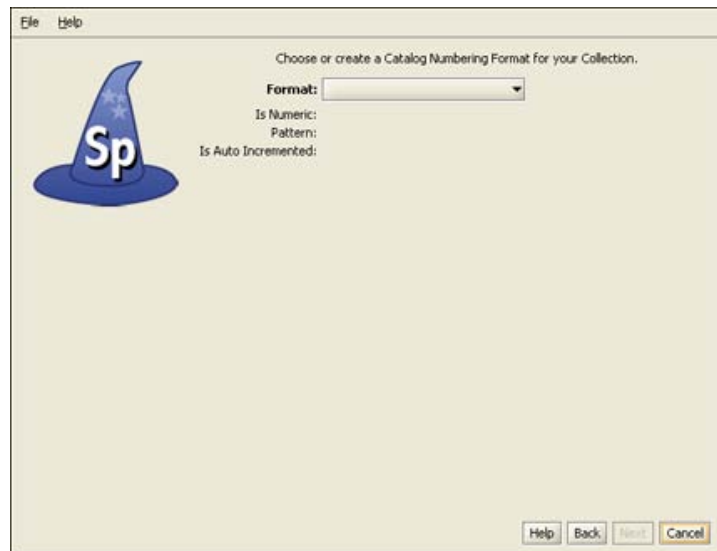 File Help
Choose or create a Catalog Numbering Format for your Collection.
Format:
Is Numeric:
Pattern:
Is Auto Incremented:
Sp
Help Back Next Cancel